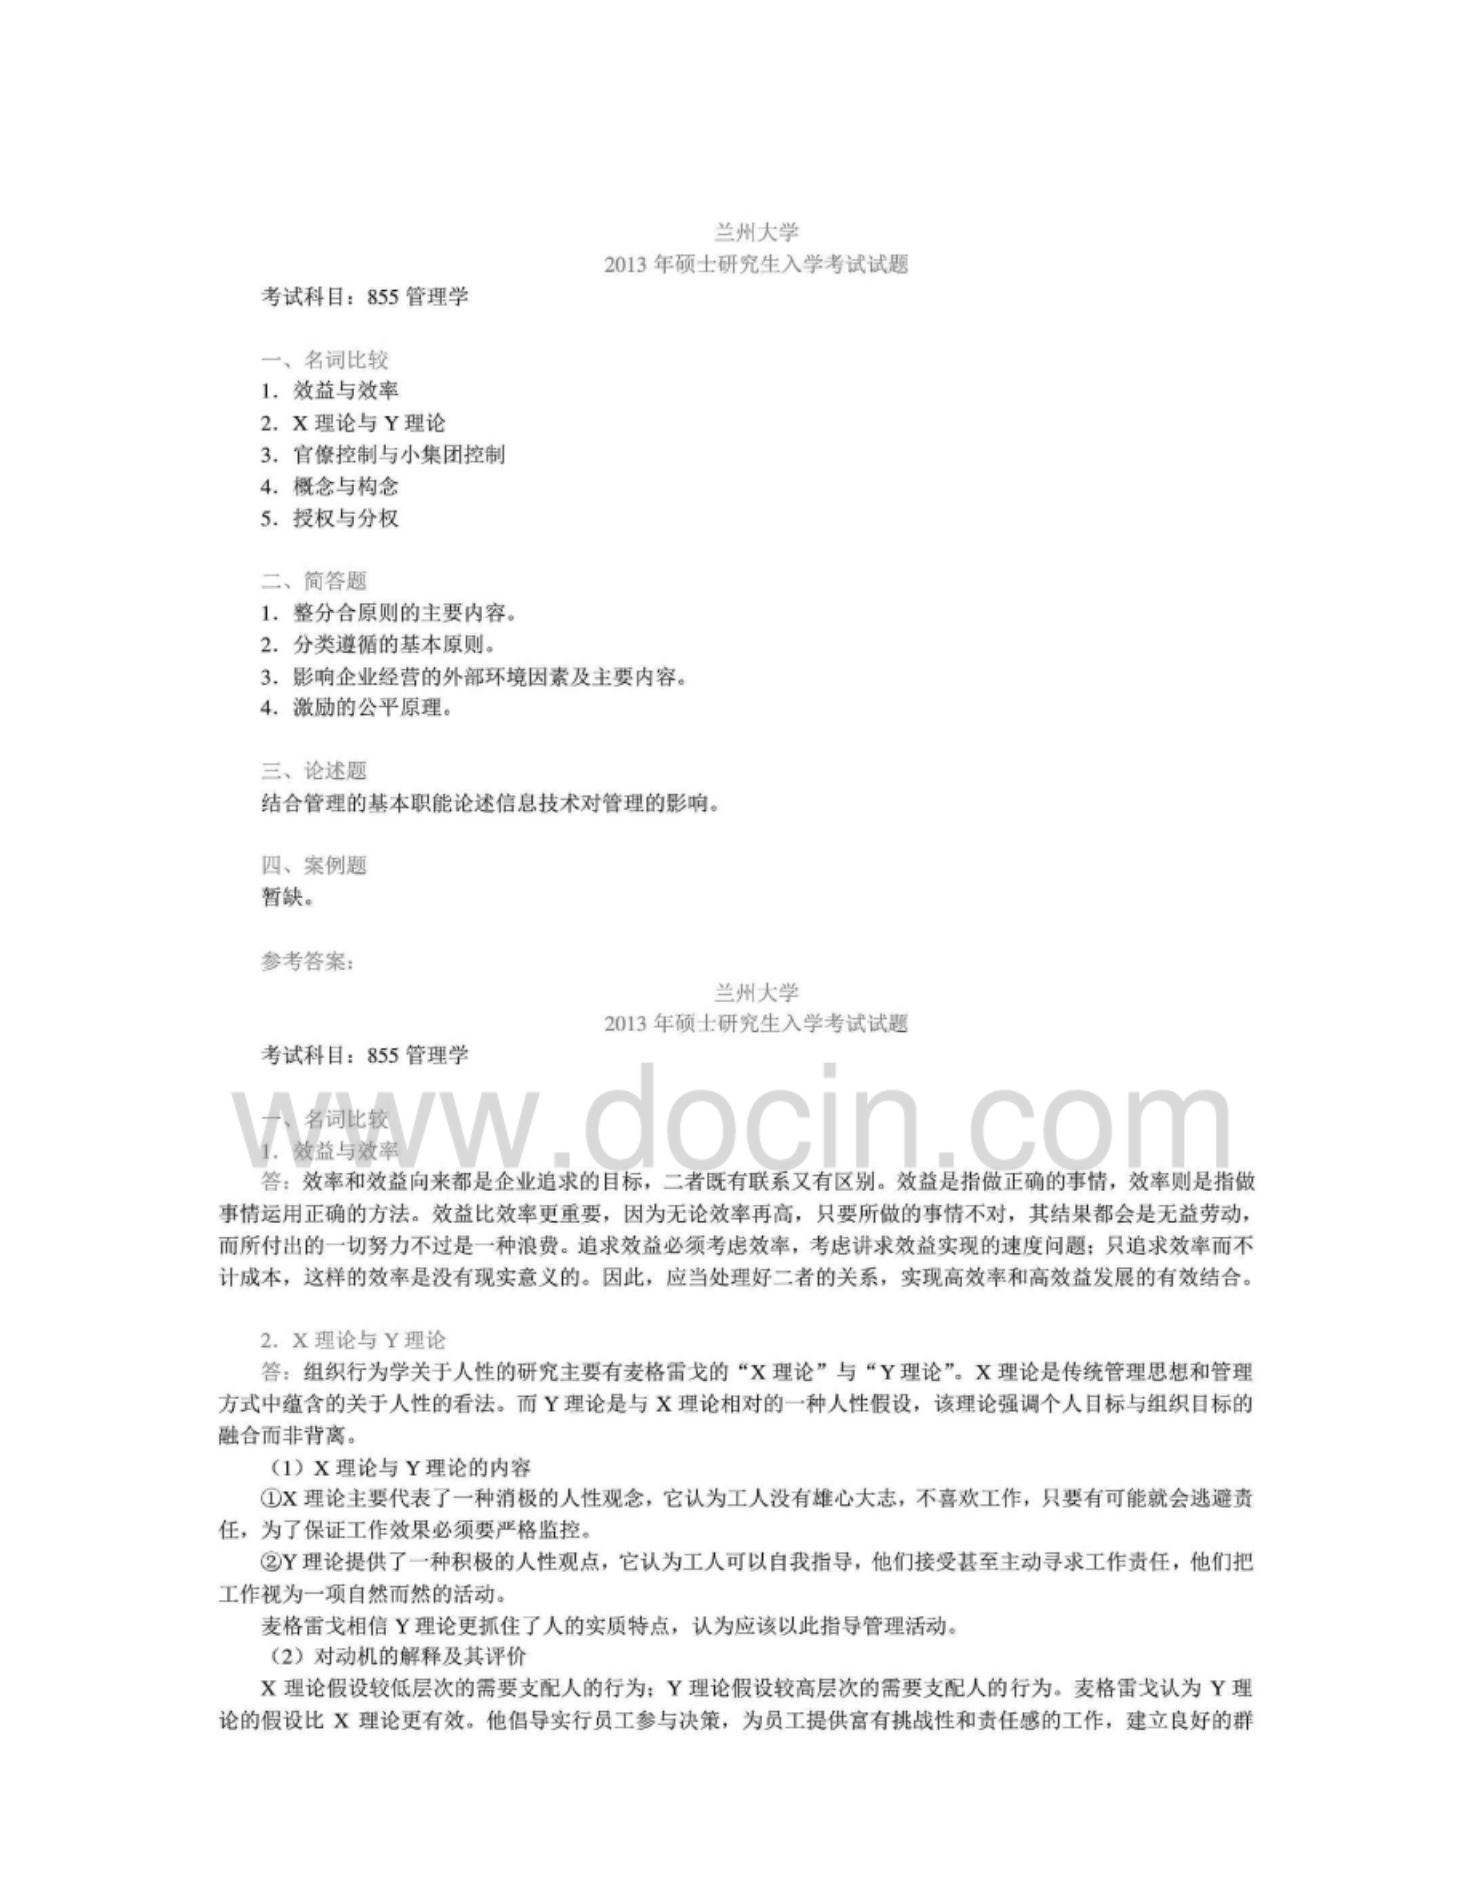 兰州大学
2013 年硕士研究生入学考试试题
考试科目：855 管理学
一、名词比较
1．效益与效率
2．X 理论与 Y 理论
3．官僚控制与小集团控制
4．概念与构念
5．授权与分权
二、简答题
1．整分合原则的主要内容。
2．分类遵循的基本原则。
3．影响企业经营的外部环境因素及主要内容。
4．激励的公平原理。
三、论述题
结合管理的基本职能论述信息技术对管理的影响。
四、案例题
暂缺。
参考答案：
兰州大学
2013 年硕士研究生入学考试试题
考试科目：855 管理学
www.docin.com
一、名词比较
1．效益与效率
答：效率和效益向来都是企业追求的目标，二者既有联系又有区别。效益是指做正确的事情，效率则是指做
事情运用正确的方法。效益比效率更重要，因为无论效率再高，只要所做的事情不对，其结果都会是无益劳动，
而所付出的一切努力不过是一种浪费。追求效益必须考虑效率，考虑讲求效益实现的速度问题；只追求效率而不
计成本，这样的效率是没有现实意义的。因此，应当处理好二者的关系，实现高效率和高效益发展的有效结合。
2．X 理论与 Y 理论
答：组织行为学关于人性的研究主要有麦格雷戈的“X 理论”与“Y 理论”。X 理论是传统管理思想和管理
方式中蕴含的关于人性的看法。而 Y 理论是与 X 理论相对的一种人性假设，该理论强调个人目标与组织目标的
融合而非背离。
（1）X 理论与 Y 理论的内容
①X 理论主要代表了一种消极的人性观念，它认为工人没有雄心大志，不喜欢工作，只要有可能就会逃避责
任，为了保证工作效果必须要严格监控。
②Y 理论提供了一种积极的人性观点，它认为工人可以自我指导，他们接受甚至主动寻求工作责任，他们把
工作视为一项自然而然的活动。
麦格雷戈相信 Y 理论更抓住了人的实质特点，认为应该以此指导管理活动。
（2）对动机的解释及其评价
X 理论假设较低层次的需要支配人的行为；Y 理论假设较高层次的需要支配人的行为。麦格雷戈认为 Y 理
论的假设比 X 理论更有效。他倡导实行员工参与决策，为员工提供富有挑战性和责任感的工作，建立良好的群